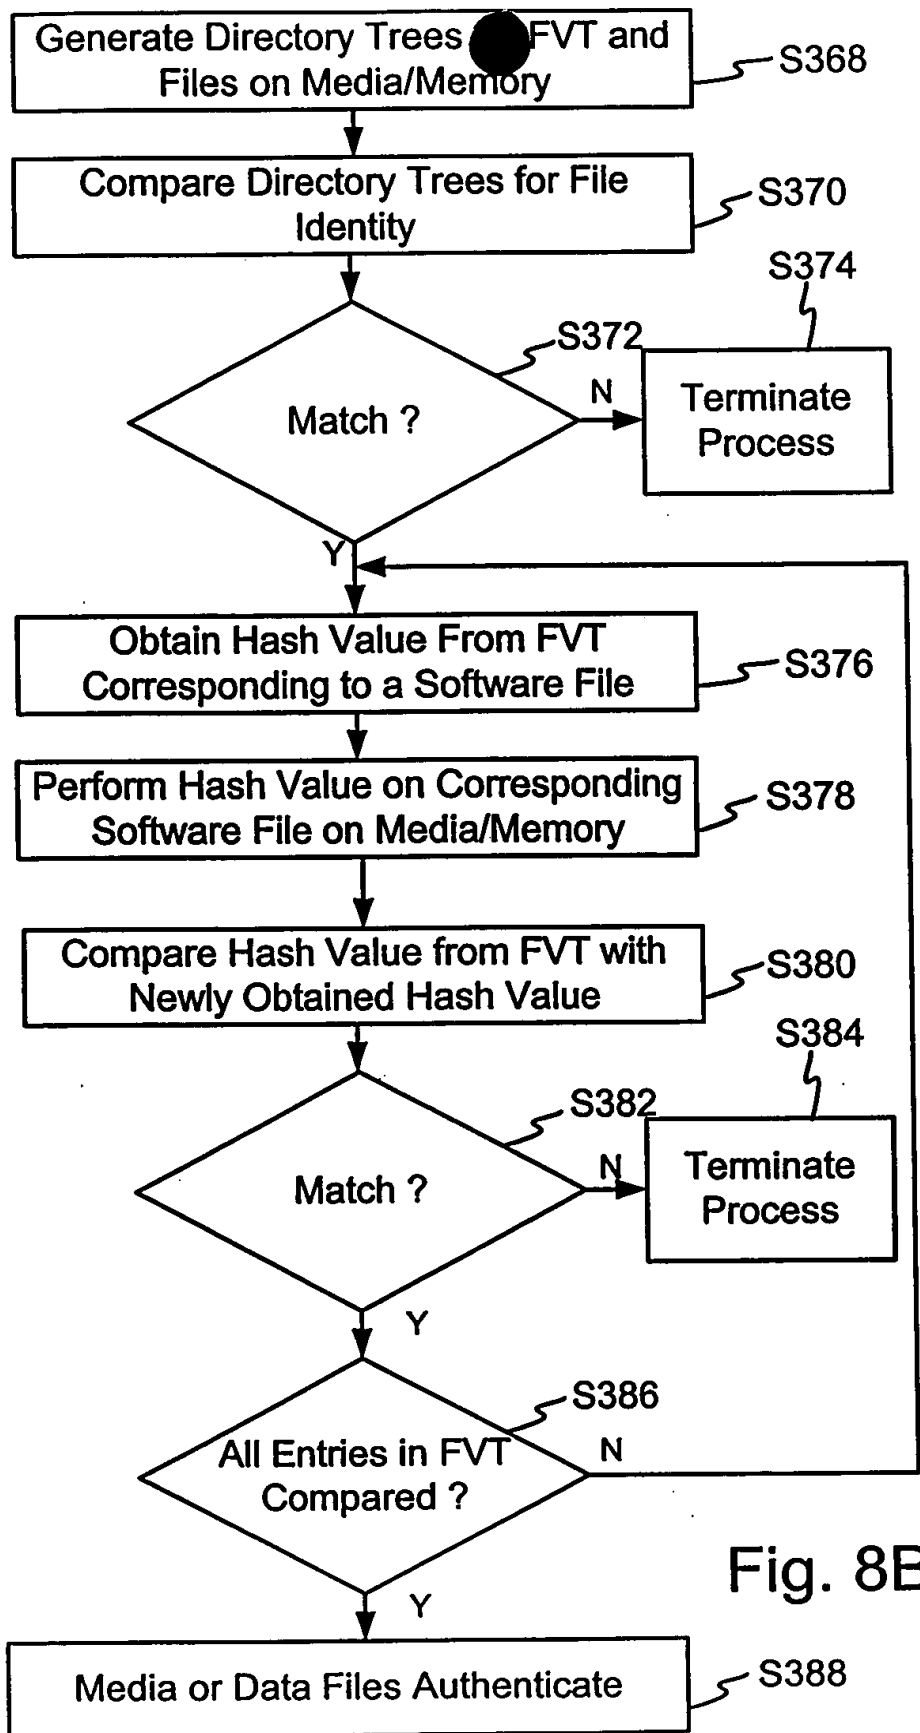 Generate Directory Trees FVT and
Files on Media/Memory
S368
Compare Directory Trees for File
Identity
S370
S374
S372
Match ?
N
Terminate
Process
Y
Obtain Hash Value From FVT
Corresponding to a Software File
S376
Perform Hash Value on Corresponding
Software File on Media/Memory
S378
Compare Hash Value from FVT with
Newly Obtained Hash Value
S380
S384
S382
Match ?
N
Terminate
Process
Y
S386
All Entries in FVT
Compared ?
N
Fig. 8B
Y
Media or Data Files Authenticate
S388